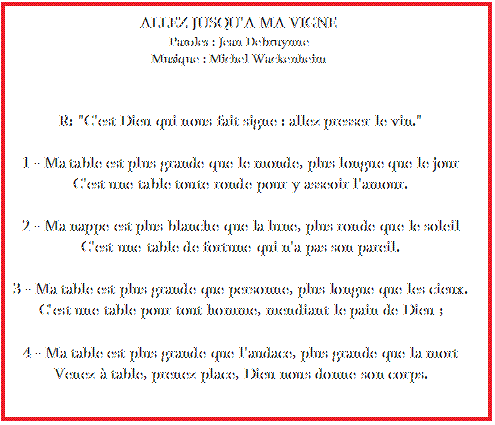 ALLEZ JUSQU'A MA VIGNE
Paroles : Jean Debruynne
Musique : Michel Wackenheim
R: "C'est Dieu qui nous fait signe : allez presser le vin."
1 - Ma table est plus grande que le monde, plus longue que le jour
C'est une table toute ronde pour y asseoir l'amour.
2 - Ma nappe est plus blanche que la lune, plus ronde que le soleil
C'est une table de fortune qui n'a pas son pareil.
3 - Ma table est plus grande que personne, plus longue que les cieux.
C'est une table pour tout homme, mendiant le pain de Dieu ;
4 - Ma table est plus grande que l'audace, plus grande que la mort
Venez à table, prenez place, Dieu nous donne son corps.